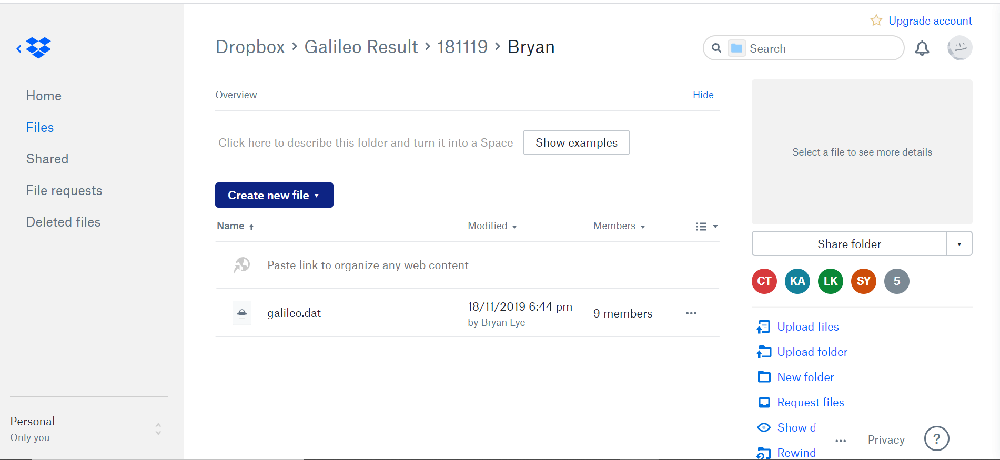 Upgrade account
Dropbox › Galileo Result › 181119 › Bryan
Search
Home
Files
Shared
File requests
Deleted files
Personal
Only you
Overview
Hide
Click here to describe this folder and turn it into a Space
Show examples
Create new file
Name
Modified
Members
Paste link to organize any web content
galileo.dat
18/11/2019 6:44 pm
by Bryan Lye
9 members
Select a file to see more details
Share folder
CT KA LK SY 5
Upload files
Upload folder
New folder
Request files
Show
Rewind
Privacy
?